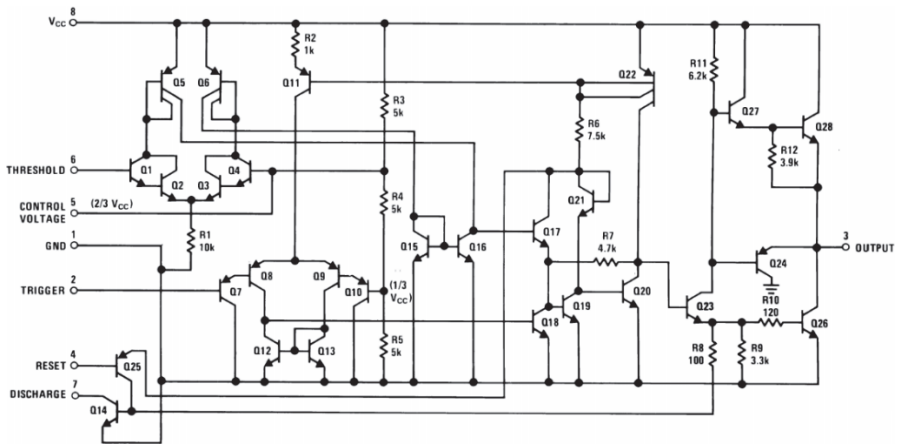 VCC 8
R2
1k
Q5
Q6
Q11
R3
5k
Q22
R11
6.2k
Q27
Q28
R6
7.5k
R12
3.9k
THRESHOLD 6
Q1
Q2
Q3
Q4
CONTROL VOLTAGE 5
(2/3 VCC)
R4
5k
GND 1
R1
10k
Q15
Q16
Q17
Q21
R7
4.7k
3
OUTPUT
Q24
TRIGGER 2
Q7
Q8
Q9
Q10
(1/3
VCC)
Q18
Q19
Q20
Q23
R10
120
Q26
Q12
Q13
R5
5k
R8
100
R9
3.3k
RESET 4
Q25
DISCHARGE 7
Q14